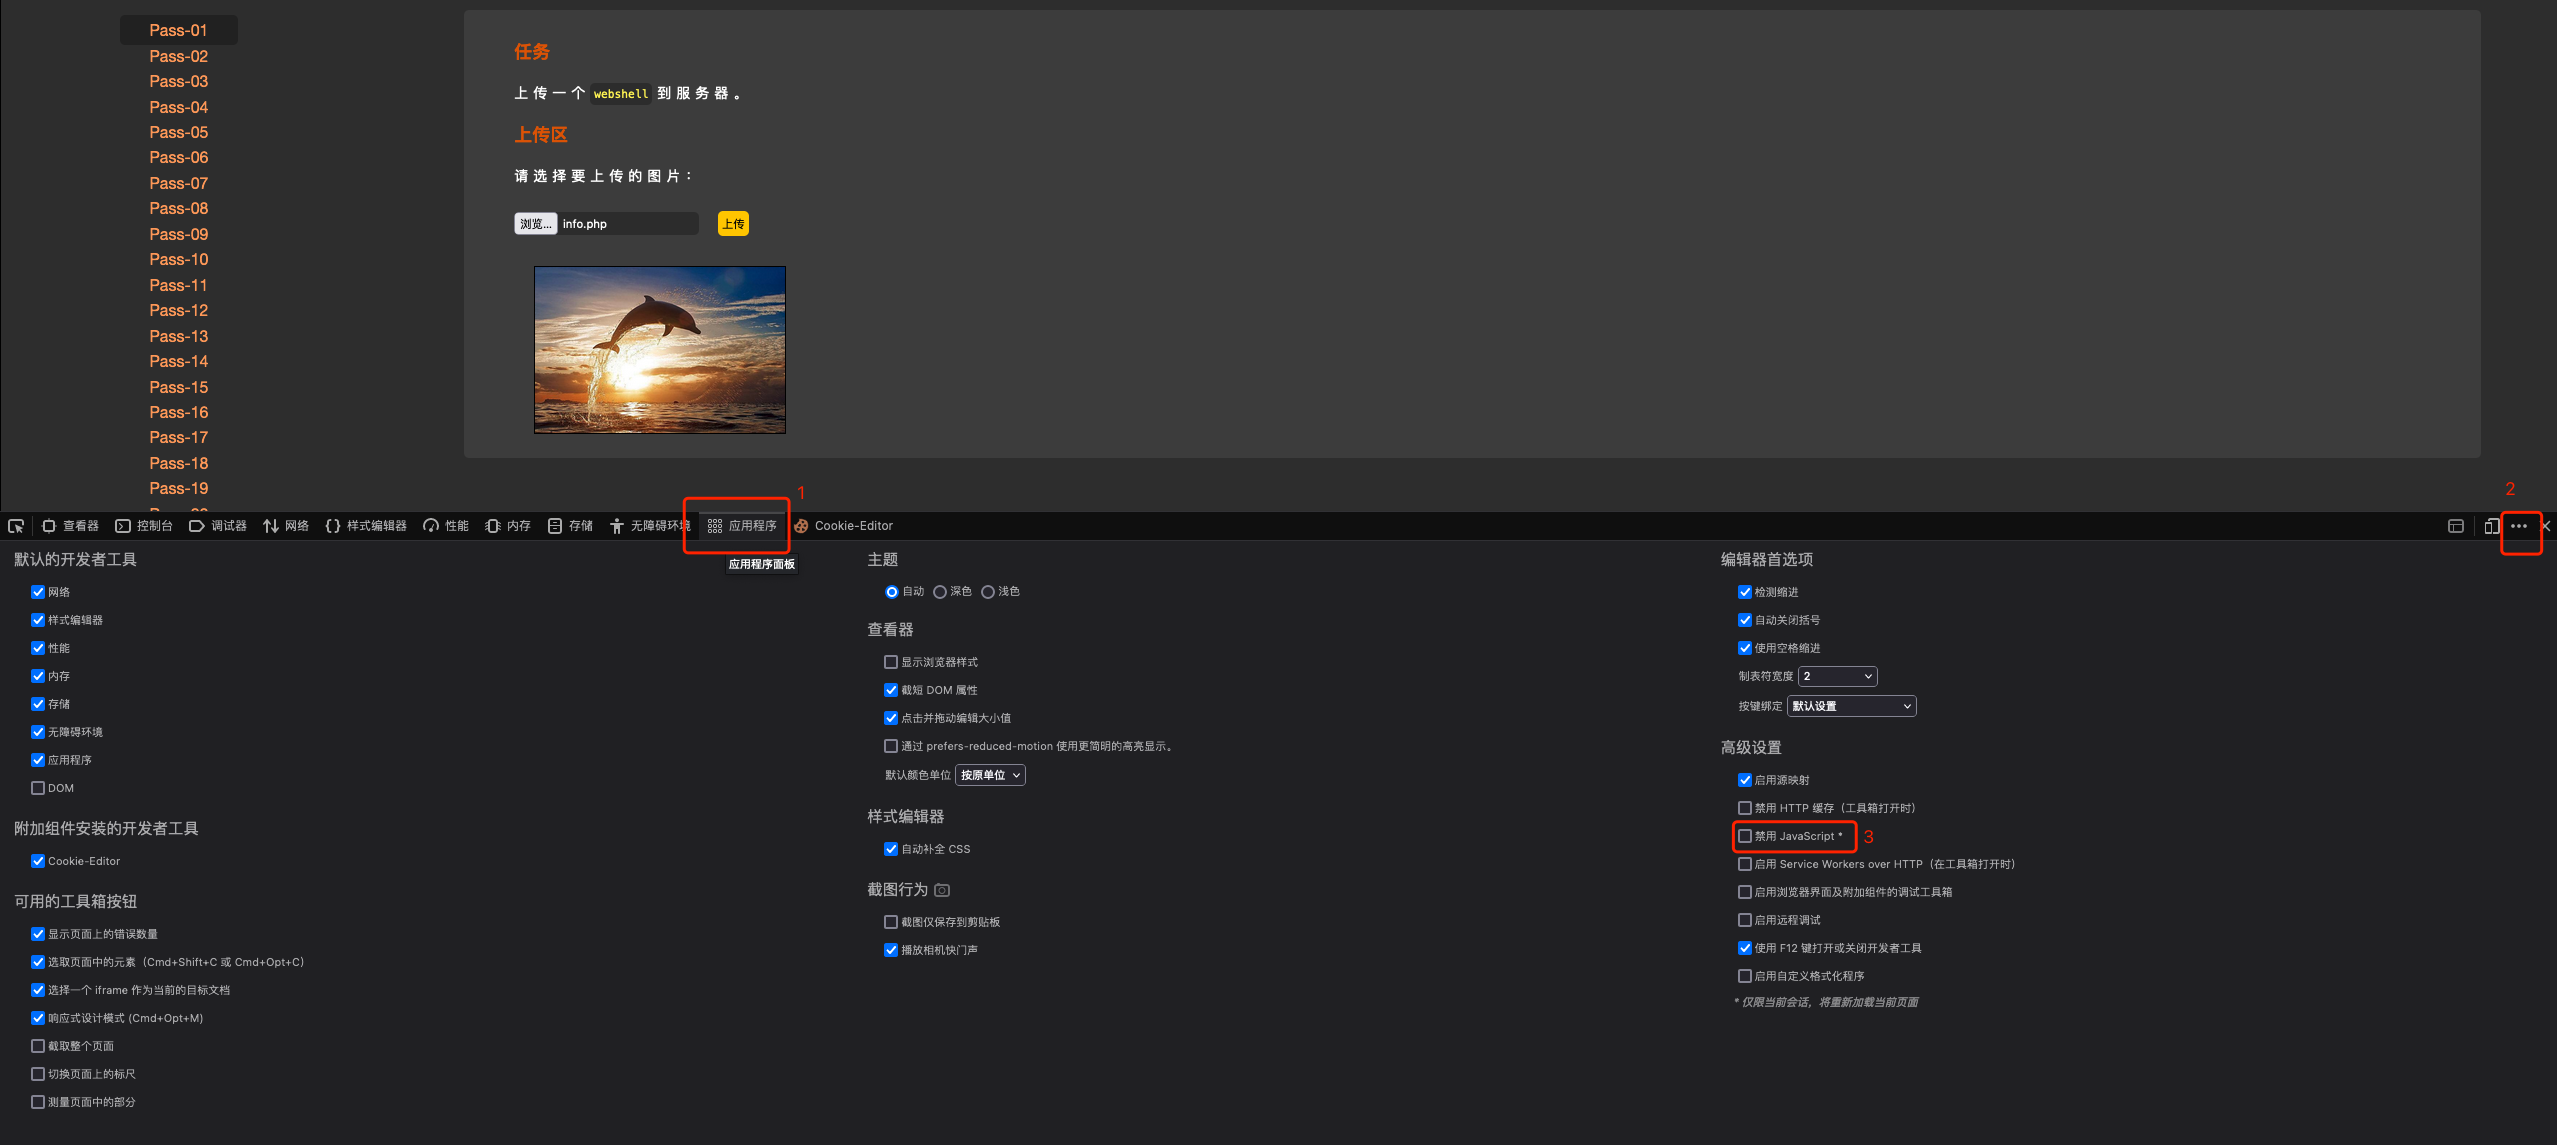 Pass-01
Pass-02
Pass-03
Pass-04
Pass-05
Pass-06
Pass-07
Pass-08
Pass-09
Pass-10
Pass-11
Pass-12
Pass-13
Pass-14
Pass-15
Pass-16
Pass-17
Pass-18
Pass-19
任务
上传一个 webshell 到服务器。
上传区
请选择要上传的图片：
浏览... info.php 上传
1
2
查看器 控制台 调试器 网络 样式编辑器 性能 内存 存储 无障碍环境 应用程序 Cookie-Editor
应用程序面板
默认的开发者工具
网络
样式编辑器
性能
内存
存储
无障碍环境
应用程序
DOM
附加组件安装的开发者工具
Cookie-Editor
可用的工具箱按钮
显示页面上的错误数量
选取页面中的元素（Cmd+Shift+C 或 Cmd+Opt+C）
选择一个 iframe 作为当前的目标文档
响应式设计模式 (Cmd+Opt+M)
截取整个页面
切换页面上的标尺
测量页面中的部分
主题
自动 深色 浅色
查看器
显示浏览器样式
截短 DOM 属性
点击并拖动编辑大小值
通过 prefers-reduced-motion 使用更简明的高亮显示。
默认颜色单位 按原单位
样式编辑器
自动补全 CSS
截图行为
截图仅保存到剪贴板
播放相机快门声
编辑器首选项
检测缩进
自动关闭括号
使用空格缩进
制表符宽度 2
按键绑定 默认设置
高级设置
启用源映射
禁用 HTTP 缓存（工具箱打开时）
禁用 JavaScript * 3
启用 Service Workers over HTTP（在工具箱打开时）
启用浏览器界面及附加组件的调试工具箱
启用远程调试
使用 F12 键打开或关闭开发者工具
启用自定义格式化程序
* 仅限当前会话，将重新加载当前页面